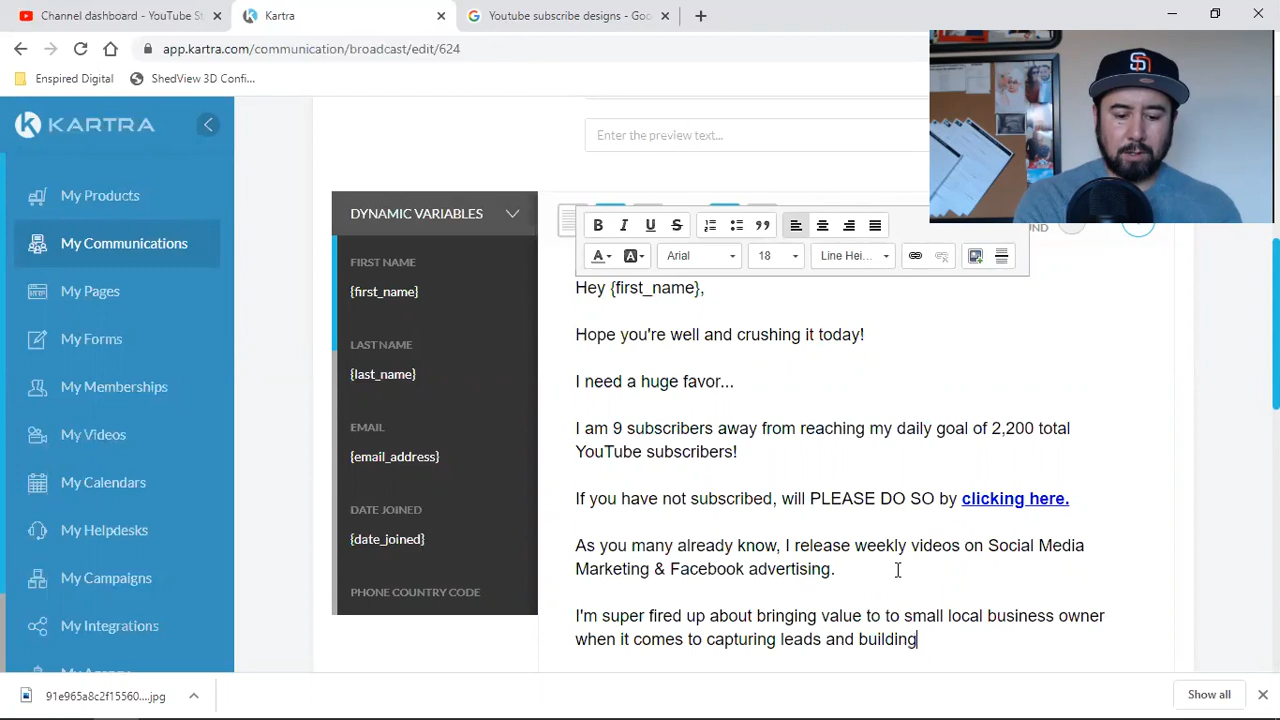 Channel dashboard - YouTube St
Kartra
Youtube subscribe designs - Goo
app.kartra.com/communication/broadcast/edit/624
Enspired Digital
ShedView 3D Confi...
KARTRA
My Products
My Communications
My Pages
My Forms
My Memberships
My Videos
My Calendars
My Helpdesks
My Campaigns
My Integrations
DYNAMIC VARIABLES
FIRST NAME
{first_name}
LAST NAME
{last_name}
EMAIL
{email_address}
DATE JOINED
{date_joined}
PHONE COUNTRY CODE
Enter the preview text...
B I U S
A A Arial 18 Line Hei...
Hey {first_name},
Hope you're well and crushing it today!
I need a huge favor...
I am 9 subscribers away from reaching my daily goal of 2,200 total
YouTube subscribers!
If you have not subscribed, will PLEASE DO SO by clicking here.
As you many already know, I release weekly videos on Social Media
Marketing & Facebook advertising.
I'm super fired up about bringing value to to small local business owner
when it comes to capturing leads and building
91e965a8c2f15560....jpg
Show all